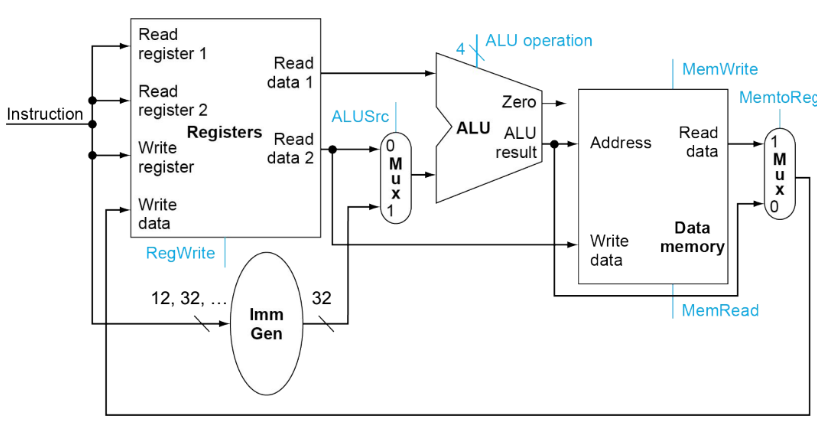 Instruction
Read
register 1
Read
register 2
Write
register
Write
data
Registers
Read
data 1
Read
data 2
RegWrite
12, 32, …
Imm
Gen
32
ALUSrc
0
M
u
x
1
4
ALU operation
Zero
ALU
ALU
result
MemWrite
Address
Read
data
Write
data
Data
memory
MemRead
MemtoReg
1
M
u
x
0